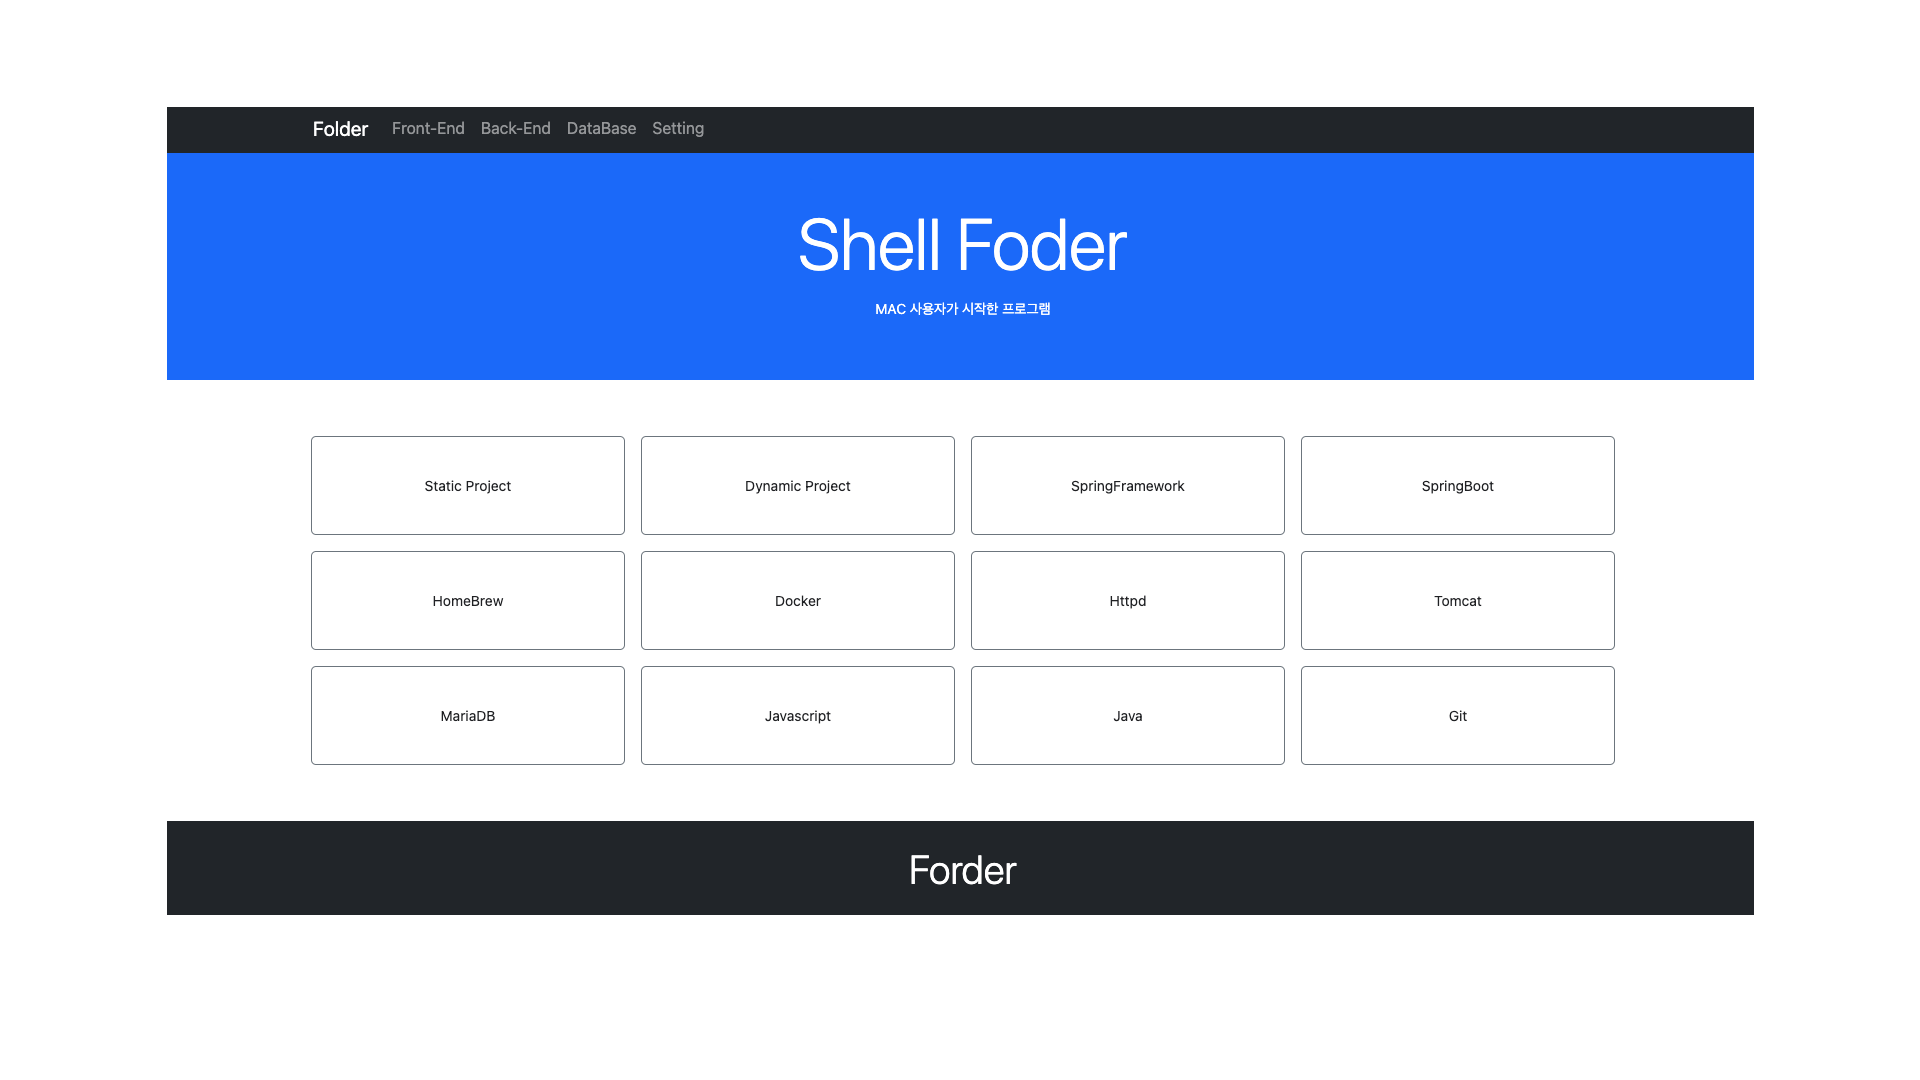 Folder Front-End Back-End DataBase Setting
Shell Foder
MAC 사용자가 시작한 프로그램
Static Project Dynamic Project SpringFramework SpringBoot
HomeBrew Docker Httpd Tomcat
MariaDB Javascript Java Git
Forder